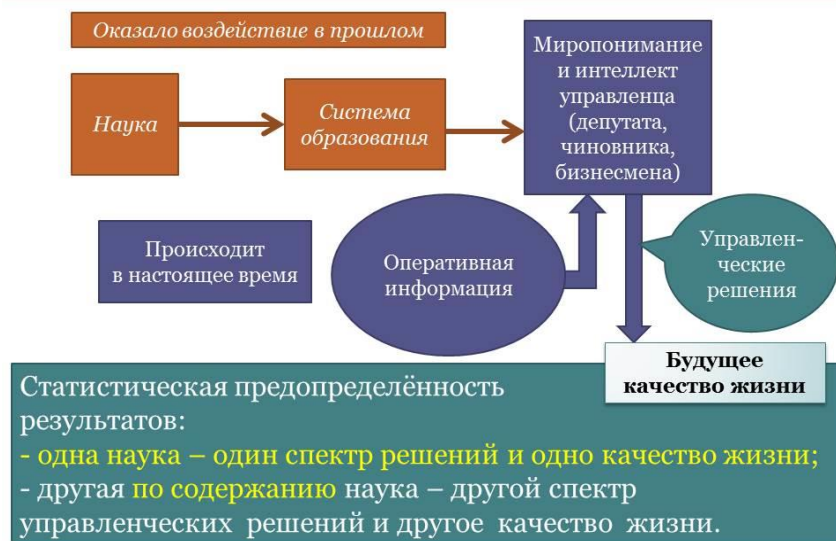 Оказало воздействие в прошлом
Наука
Система
образования
Миропонимание
и интеллект
управленца
(депутата,
чиновника,
бизнесмена)
Происходит
в настоящее время
Оперативная
информация
Управлен-
ческие
решения
Будущее
качество жизни
Статистическая предопределённость
результатов:
- одна наука – один спектр решений и одно качество жизни;
- другая по содержанию наука – другой спектр
управленческих решений и другое качество жизни.